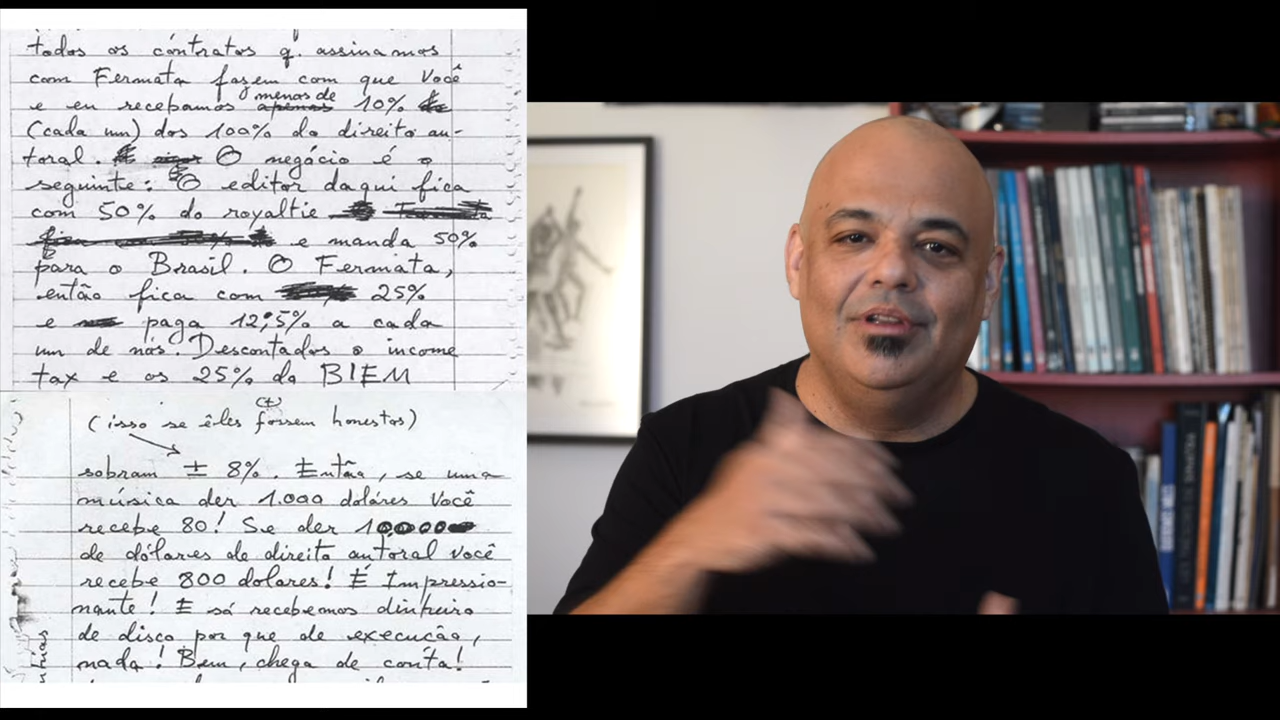 todos os cóntratos q. assinamos
com Fermata fazem com que você
menos de
e eu recebamos apenas 10%
(cada um) dos 100% do direito au-
toral. O negócio é o
seguinte: O editor daqui fica
com 50% do royaltie
e manda 50%
para o Brasil. O Fermata,
então fica com 25%
e paga 12,5% a cada
um de nós. Descontados o income
tax e os 25% do BIEM
(+)
(isso se êles fossem honestos)
sobram ± 8%. Então, se uma
música der 1.000 doláres você
recebe 80! Se der 10000
de dólares de direito autoral você
recebe 800 dolares! É Impressio-
nante! E só recebemos dinheiro
de disco por que de execução,
nada! Bem, chega de conta!